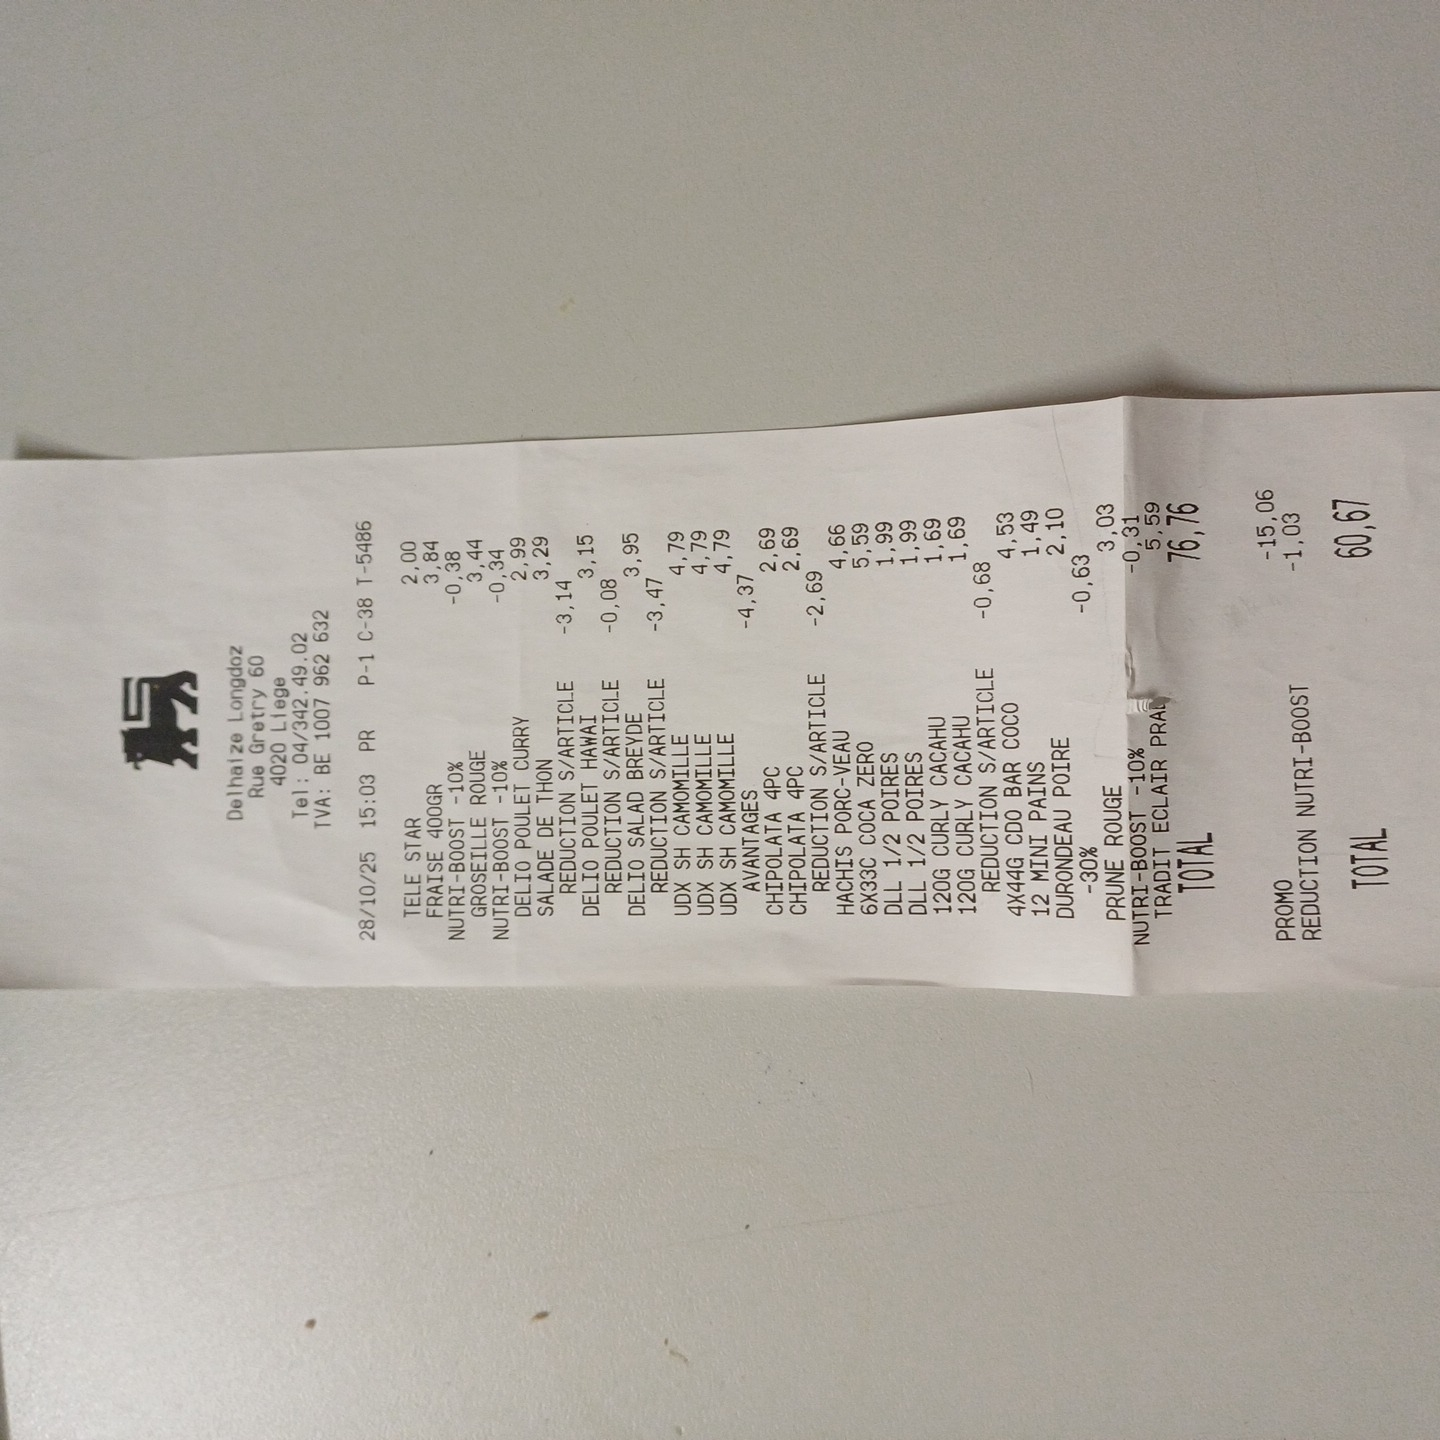 Delhaize Longdoz
Rue Gretry 60
4020 Liege
Tel : 04/342.49.02
TVA: BE 1007 962 632
28/10/25 15:03 PR P-1 C-38 T-5486
TELE STAR 2,00
FRAISE 400GR 3,84
NUTRI-BOOST -10% -0,38
GROSEILLE ROUGE 3,44
NUTRI-BOOST -10% -0,34
DELIO POULET CURRY 2,99
SALADE DE THON 3,29
REDUCTION S/ARTICLE -3,14
DELIO POULET HAWAI 3,15
REDUCTION S/ARTICLE -0,08
DELIO SALAD BREYDE 3,95
REDUCTION S/ARTICLE -3,47
UDX SH CAMOMILLE 4,79
UDX SH CAMOMILLE 4,79
UDX SH CAMOMILLE 4,79
AVANTAGES -4,37
CHIPOLATA 4PC 2,69
CHIPOLATA 4PC 2,69
REDUCTION S/ARTICLE -2,69
HACHIS PORC-VEAU 4,66
6X33C COCA ZERO 5,59
DLL 1/2 POIRES 1,99
DLL 1/2 POIRES 1,99
120G CURLY CACAHU 1,69
120G CURLY CACAHU 1,69
REDUCTION S/ARTICLE -0,68
4X44G CDO BAR COCO 4,53
12 MINI PAINS 1,49
DURONDEAU POIRE 2,10
-30% -0,63
PRUNE ROUGE 3,03
NUTRI-BOOST -10% -0,31
TRADIT ECLAIR PRAL 5,59
TOTAL 76,76
PROMO -15,06
REDUCTION NUTRI-BOOST -1,03
TOTAL 60,67